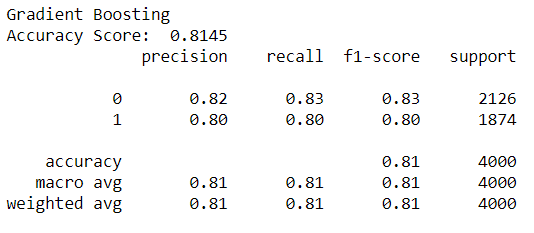 Gradient Boosting
Accuracy Score:  0.8145
precision    recall  f1-score   support
0       0.82      0.83      0.83      2126
1       0.80      0.80      0.80      1874
accuracy                           0.81      4000
macro avg       0.81      0.81      0.81      4000
weighted avg       0.81      0.81      0.81      4000